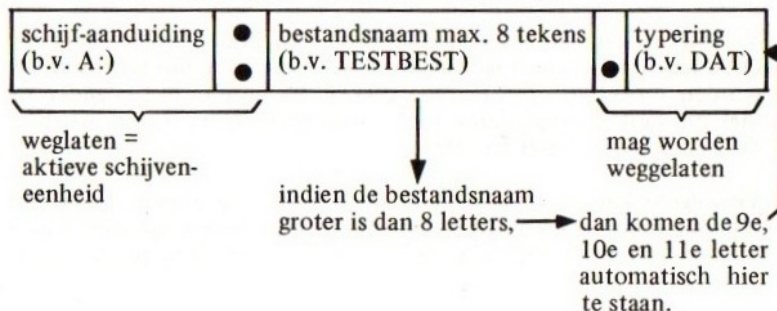 schijf-aanduiding
(b.v. A:)
:
bestandsnaam max. 8 tekens
(b.v. TESTBEST)
.
typering
(b.v. DAT)
weglaten =
aktieve schijven-
eenheid
mag worden
weggelaten
indien de bestandsnaam
groter is dan 8 letters,
dan komen de 9e,
10e en 11e letter
automatisch hier
te staan.